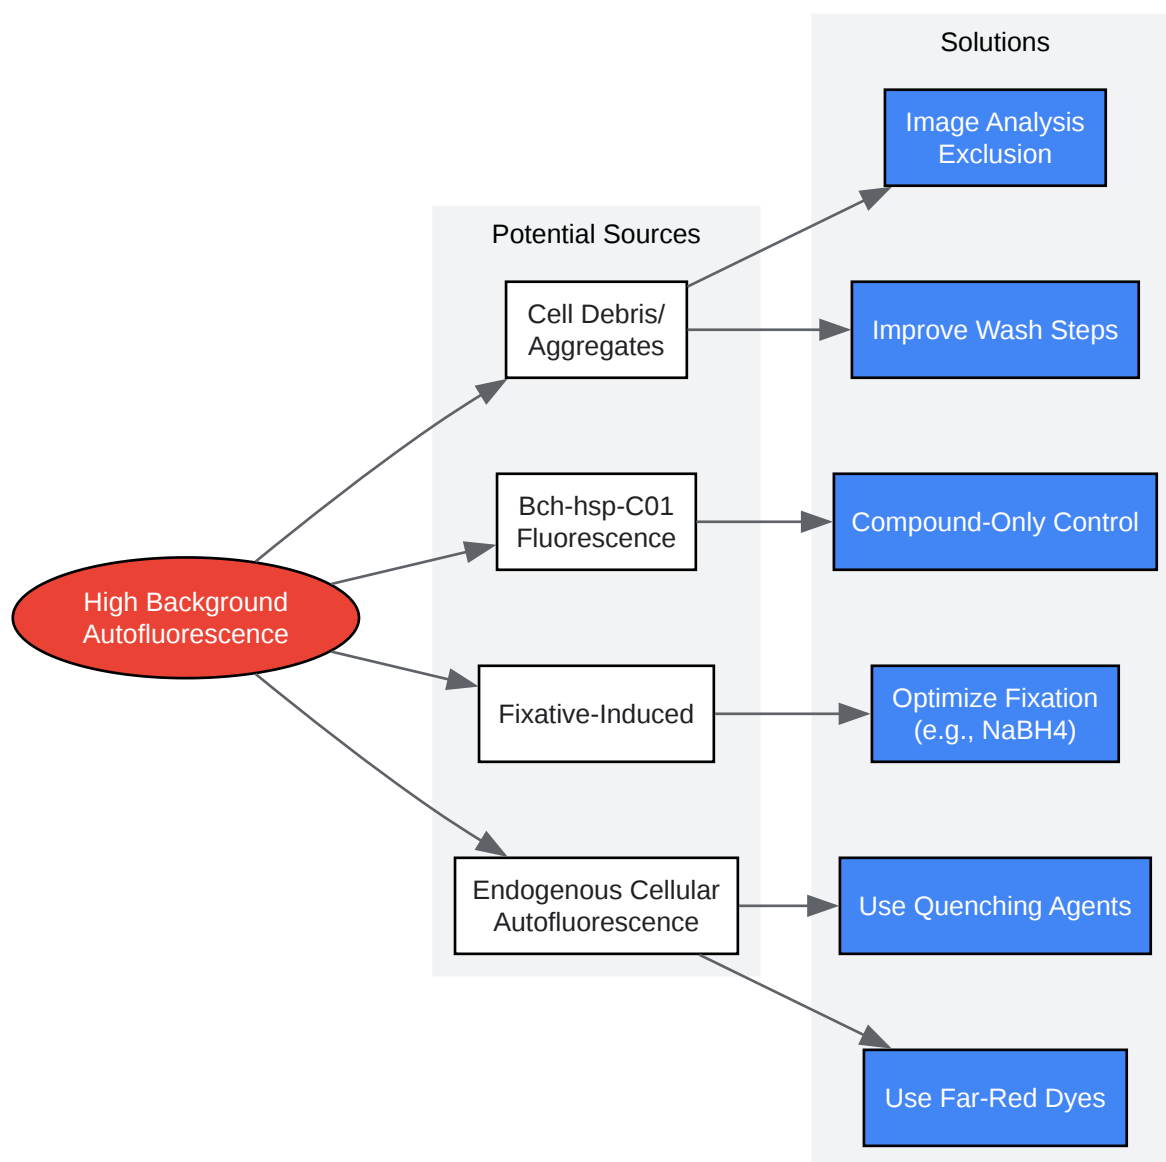 Solutions
Image Analysis
Exclusion
Potential Sources
Cell Debris/
Aggregates
Improve Wash Steps
Bch-hsp-C01
Fluorescence
Compound-Only Control
High Background
Autofluorescence
Fixative-Induced
Optimize Fixation
(e.g., NaBH4)
Endogenous Cellular
Autofluorescence
Use Quenching Agents
Use Far-Red Dyes